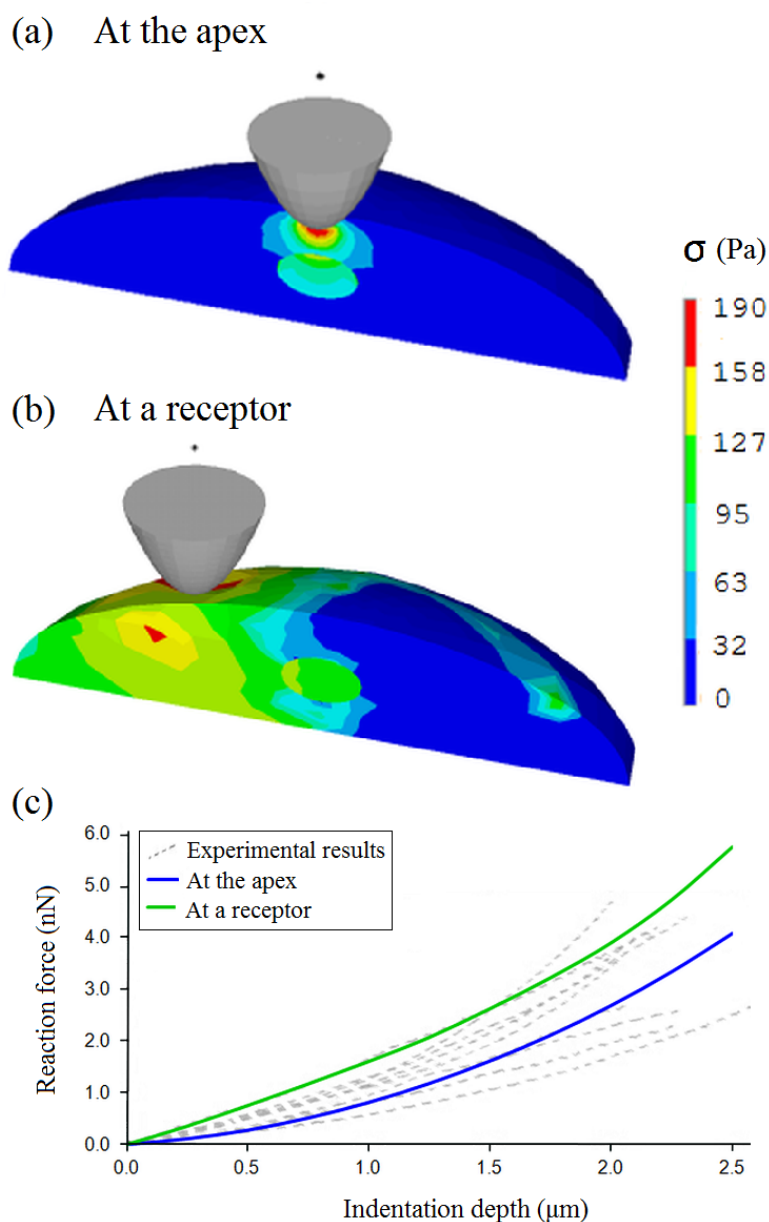 (a) At the apex
σ (Pa)
190
158
127
95
63
32
0
(b) At a receptor
(c)
6.0
5.0
4.0
3.0
2.0
1.0
0.0
Reaction force (nN)
Experimental results
At the apex
At a receptor
0.0 0.5 1.0 1.5 2.0 2.5
Indentation depth (μm)